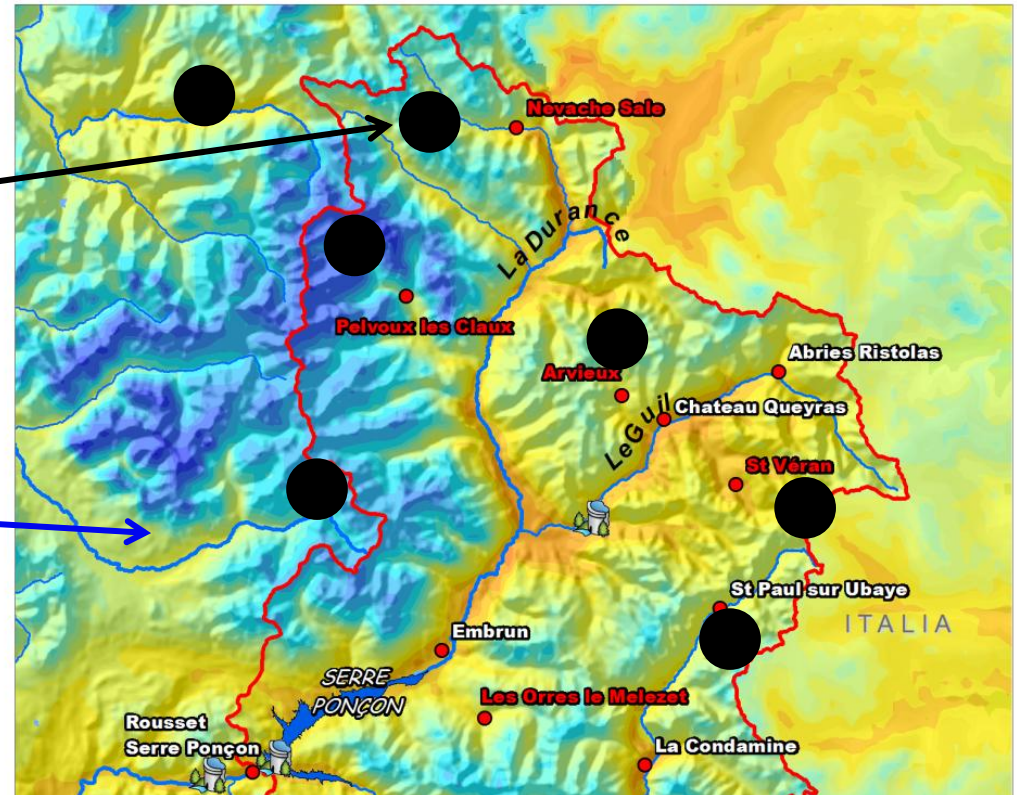 Nevache Sale
La Durance
Pelvoux les Claux
Abries Ristolas
Arvieux
Chateau Queyras
LeGuil
St Véran
St Paul sur Ubaye
ITALIA
Embrun
SERRE
PONÇON
Les Orres le Melezet
Rousset
Serre Ponçon
La Condamine